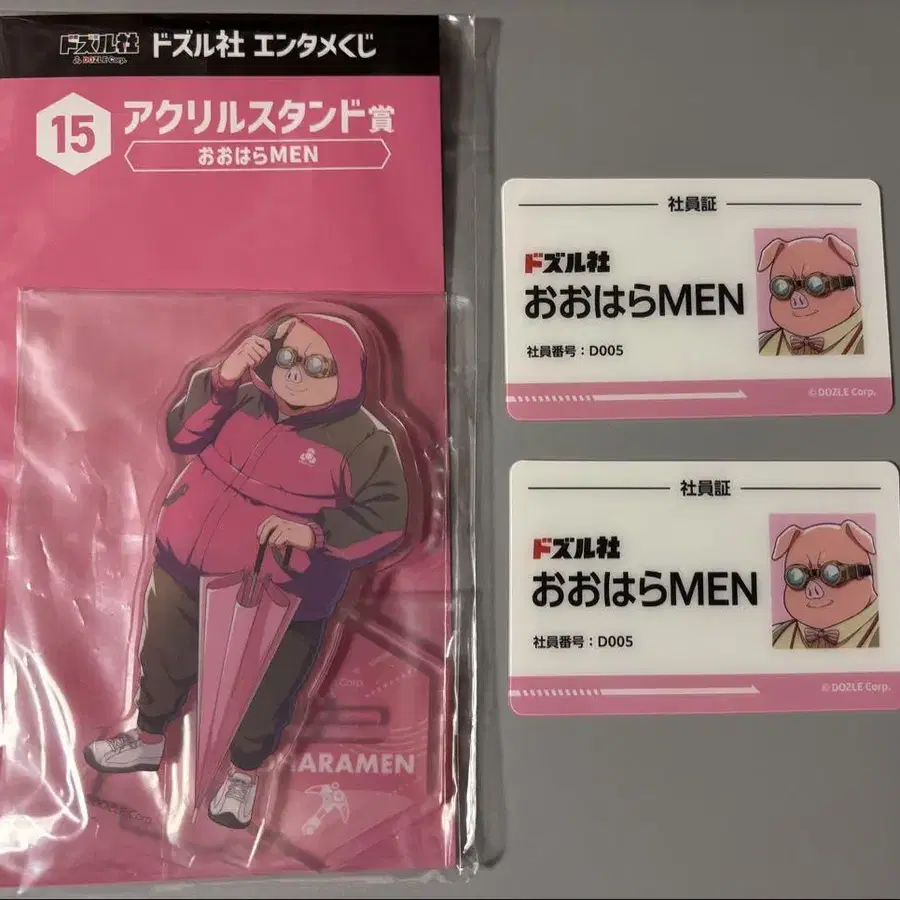 ドズル社
DOZLE Corp.
ドズル社 エンタメくじ
15
アクリルスタンド賞
おおはらMEN
HARAMEN
DOZLE Corp.
社員証
ドズル社
おおはらMEN
社員番号：D005
© DOZLE Corp.
社員証
ドズル社
おおはらMEN
社員番号：D005
© DOZLE Corp.